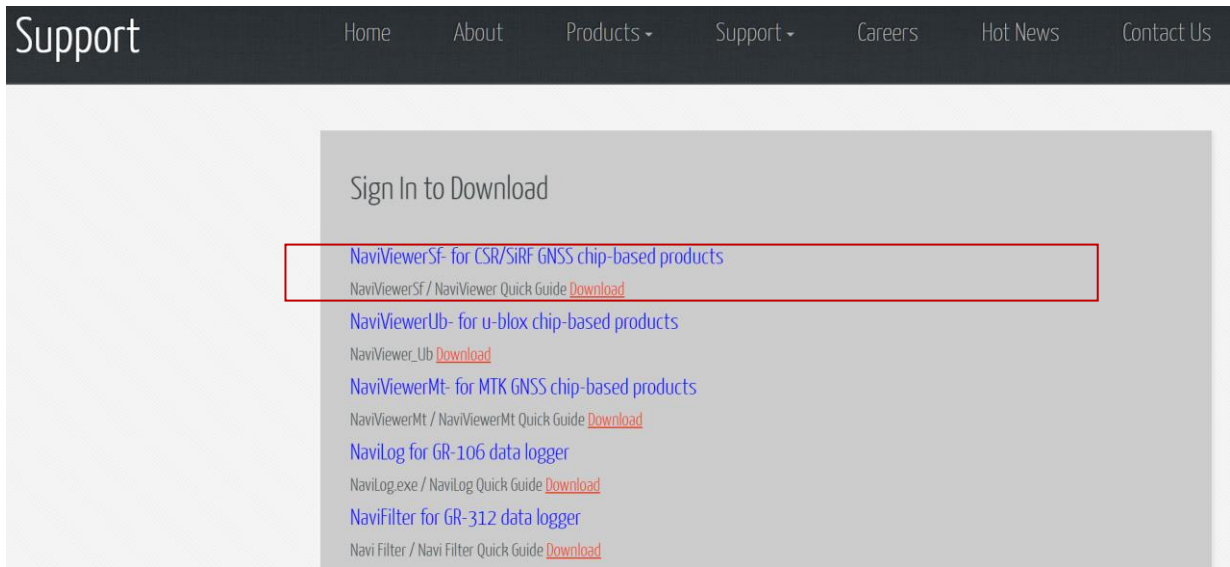 Support
Home About Products Support Careers Hot News Contact Us
Sign In to Download
NaviViewerSf- for CSR/SiRF GNSS chip-based products
NaviViewerSf / NaviViewer Quick Guide Download
NaviViewerUb- for u-blox chip-based products
NaviViewer_Ub Download
NaviViewerMt- for MTK GNSS chip-based products
NaviViewerMt / NaviViewerMt Quick Guide Download
NaviLog for GR-106 data logger
NaviLog.exe / NaviLog Quick Guide Download
NaviFilter for GR-312 data logger
Navi Filter / Navi Filter Quick Guide Download